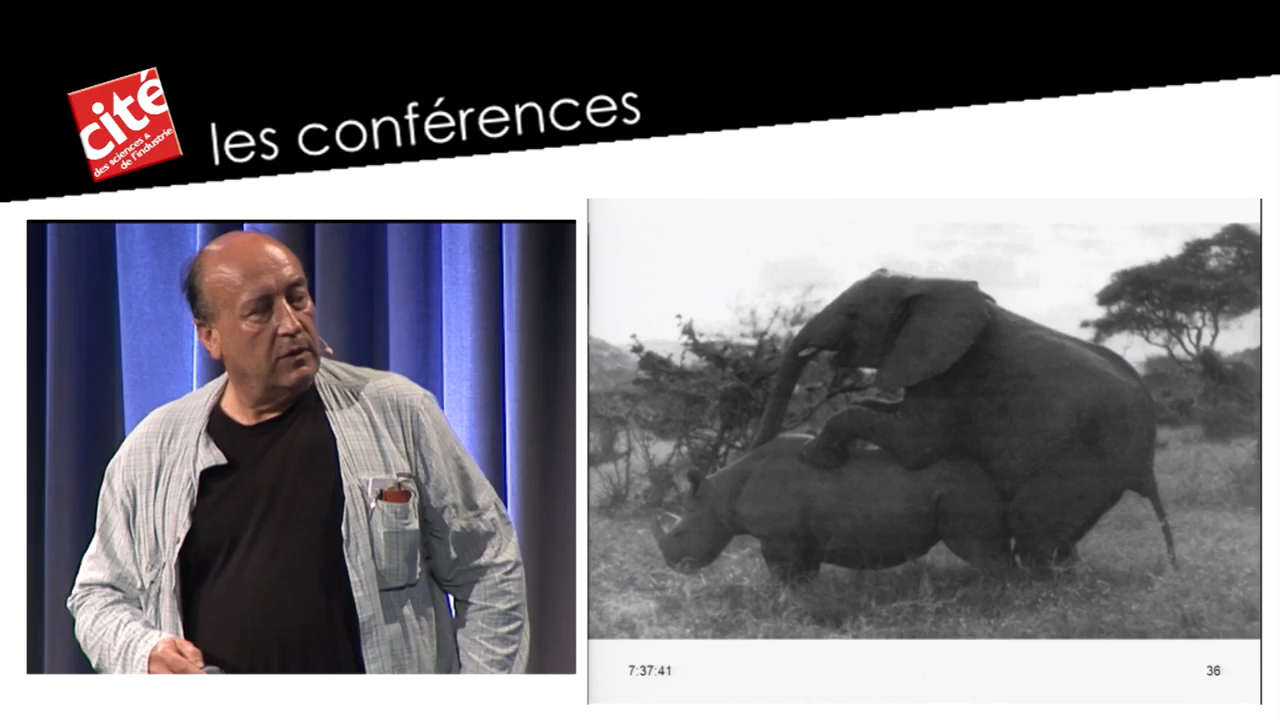 cité
des sciences &
de l'industrie
les conférences
7:37:41
36